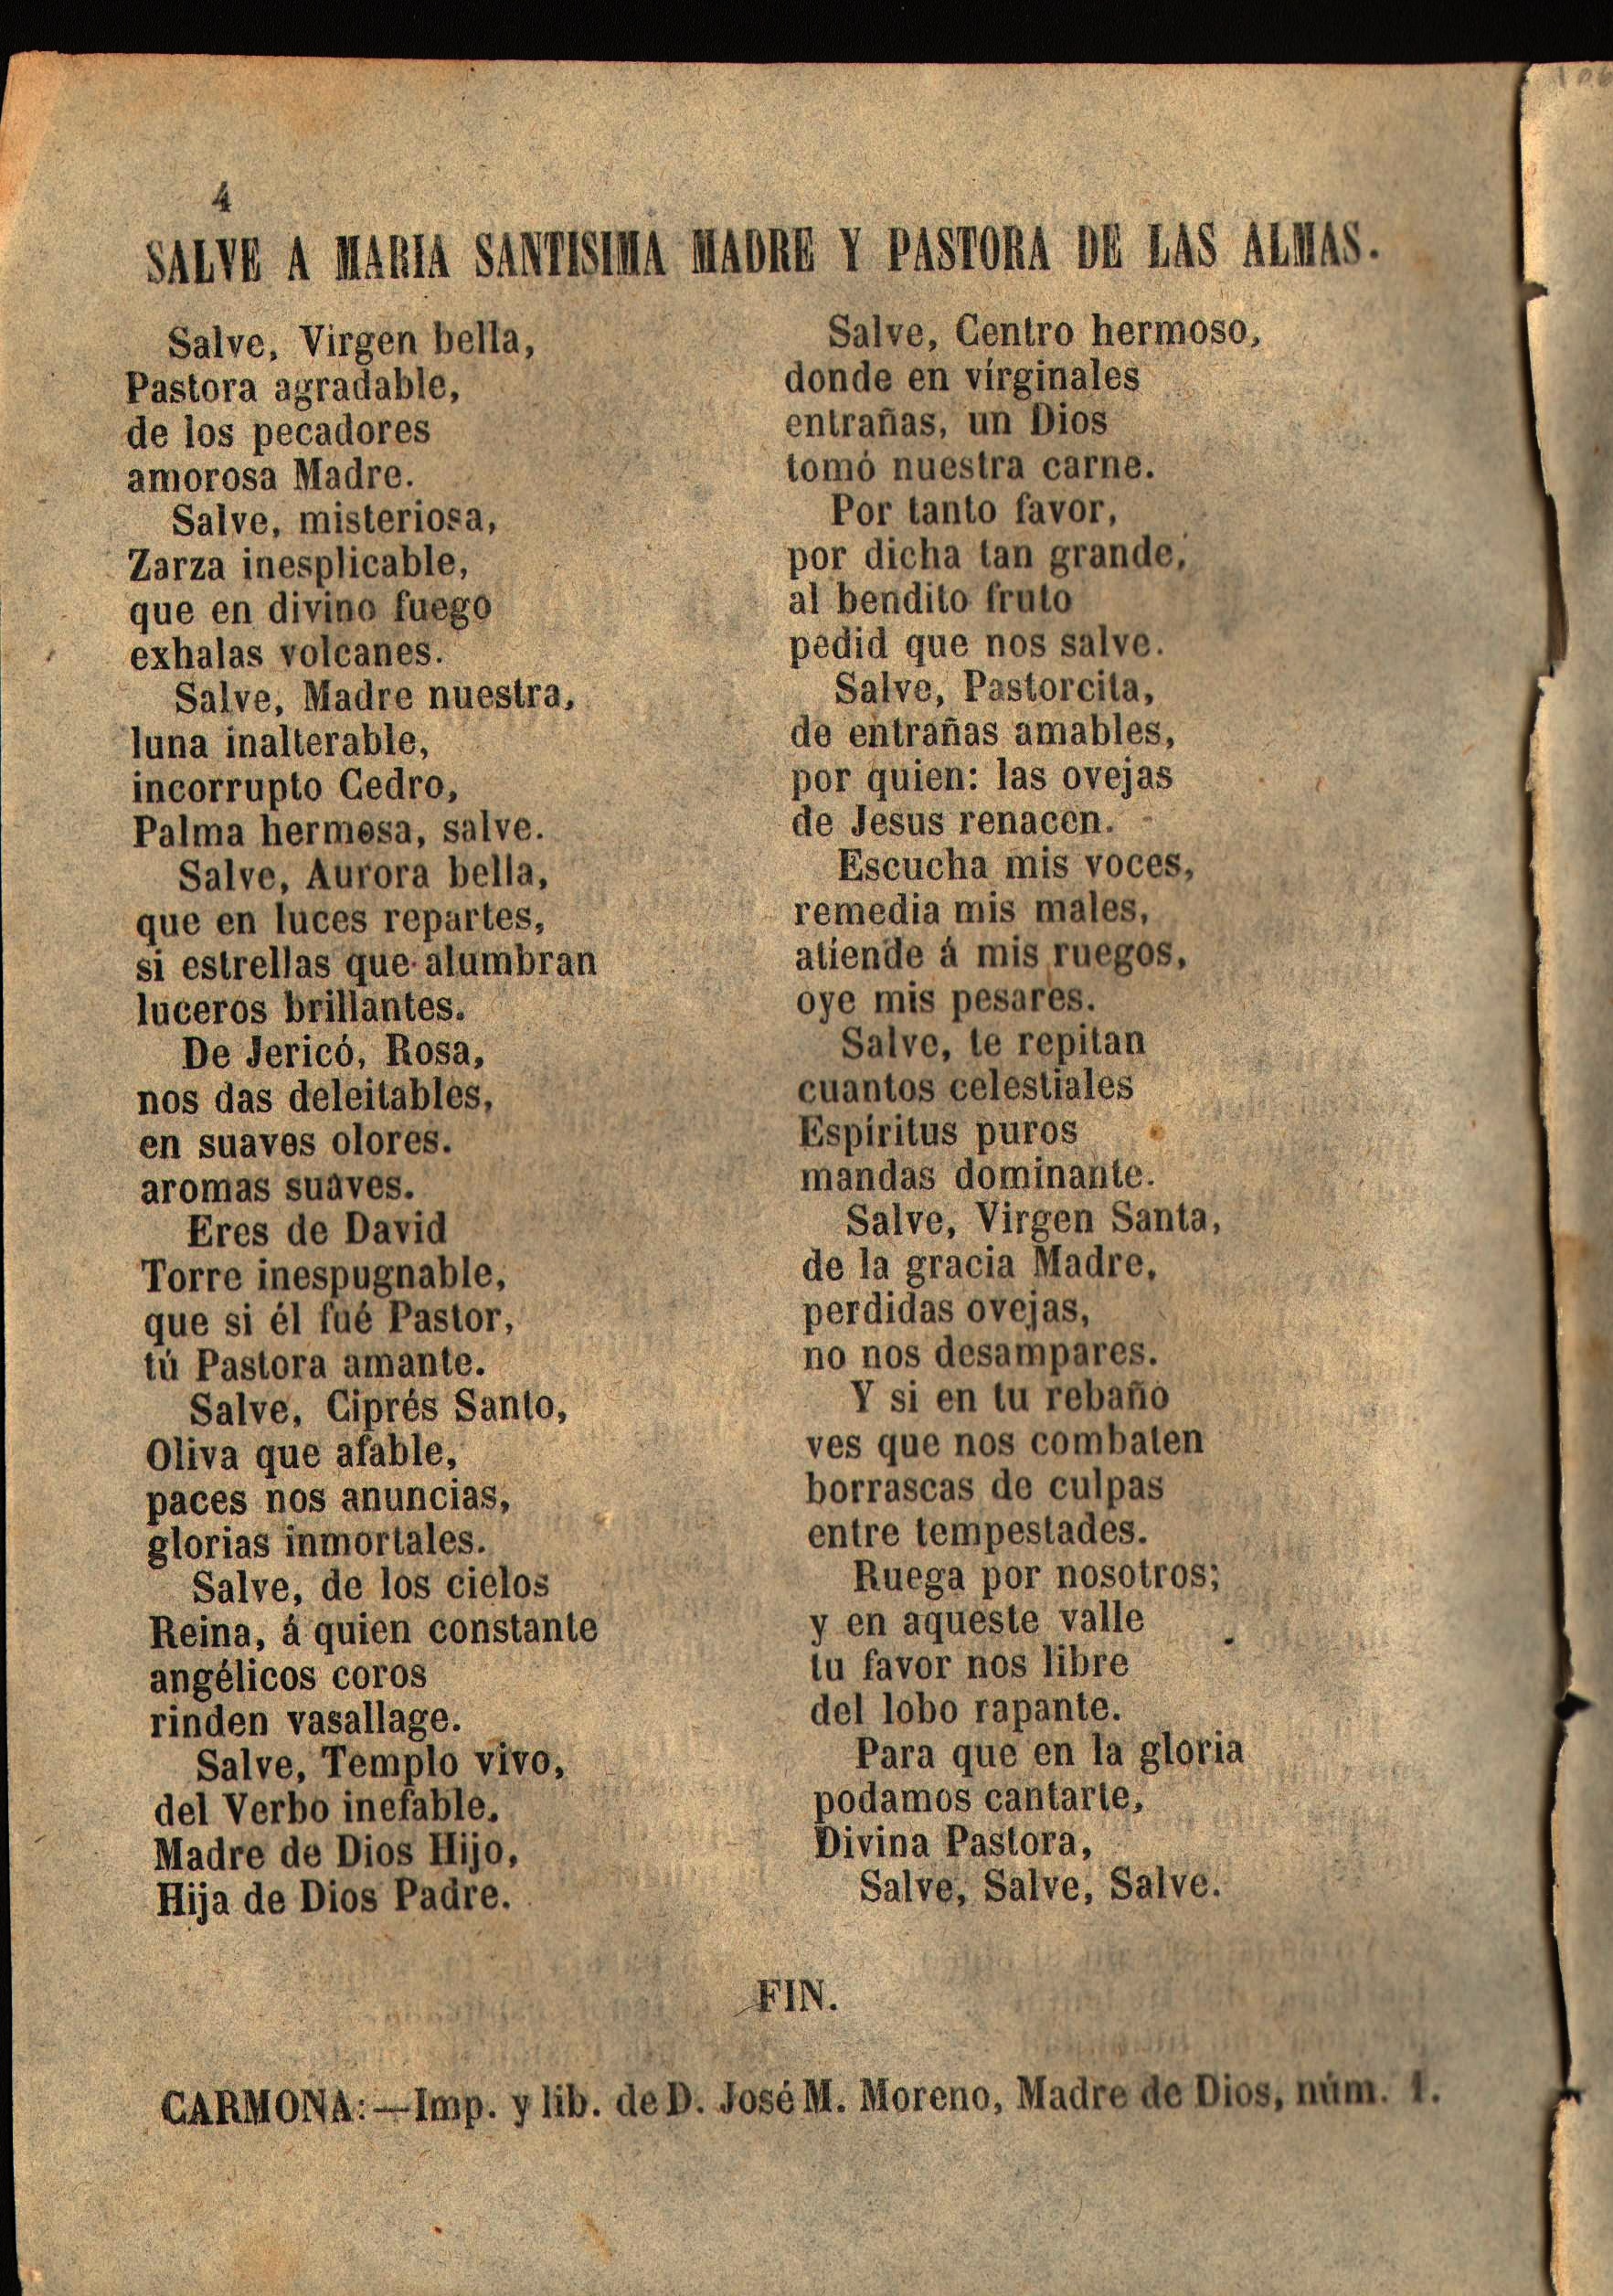 4
SALVE A MARIA SANTISIMA MADRE Y PASTORA DE LAS ALMAS.
Salve, Virgen bella,
Pastora agradable,
de los pecadores
amorosa Madre.
Salve, misteriosa,
Zarza inesplicable,
que en divino fuego
exhalas volcanes.
Salve, Madre nuestra,
luna inalterable,
incorrupto Cedro,
Palma hermosa, salve.
Salve, Aurora bella,
que en luces repartes,
si estrellas que alumbran
luceros brillantes.
De Jericó, Rosa,
nos das deleitables,
en suaves olores.
aromas suaves.
Eres de David
Torre inespugnable,
que si él fué Pastor,
tú Pastora amante.
Salve, Ciprés Santo,
Oliva que afable,
paces nos anuncias,
glorias inmortales.
Salve, de los cielos
Reina, á quien constante
angélicos coros
rinden vasallage.
Salve, Templo vivo,
del Verbo inefable,
Madre de Dios Hijo,
Hija de Dios Padre.
Salve, Centro hermoso,
donde en vírginales
entrañas, un Dios
tomó nuestra carne.
Por tanto favor,
por dicha tan grande,
al bendito fruto
pedid que nos salve.
Salve, Pastorcita,
de entrañas amables,
por quien: las ovejas
de Jesus renacen.
Escucha mis voces,
remedia mis males,
atiende á mis ruegos,
oye mis pesares.
Salve, te repitan
cuantos celestiales
Espíritus puros
mandas dominante.
Salve, Virgen Santa,
de la gracia Madre,
perdidas ovejas,
no nos desampares.
Y si en tu rebaño
ves que nos combaten
borrascas de culpas
entre tempestades.
Ruega por nosotros;
y en aqueste valle
tu favor nos libre
del lobo rapante.
Para que en la gloria
podamos cantarte,
Divina Pastora,
Salve, Salve, Salve.
FIN.
CARMONA:—Imp. y lib. de D. José M. Moreno, Madre de Dios, núm. 1.